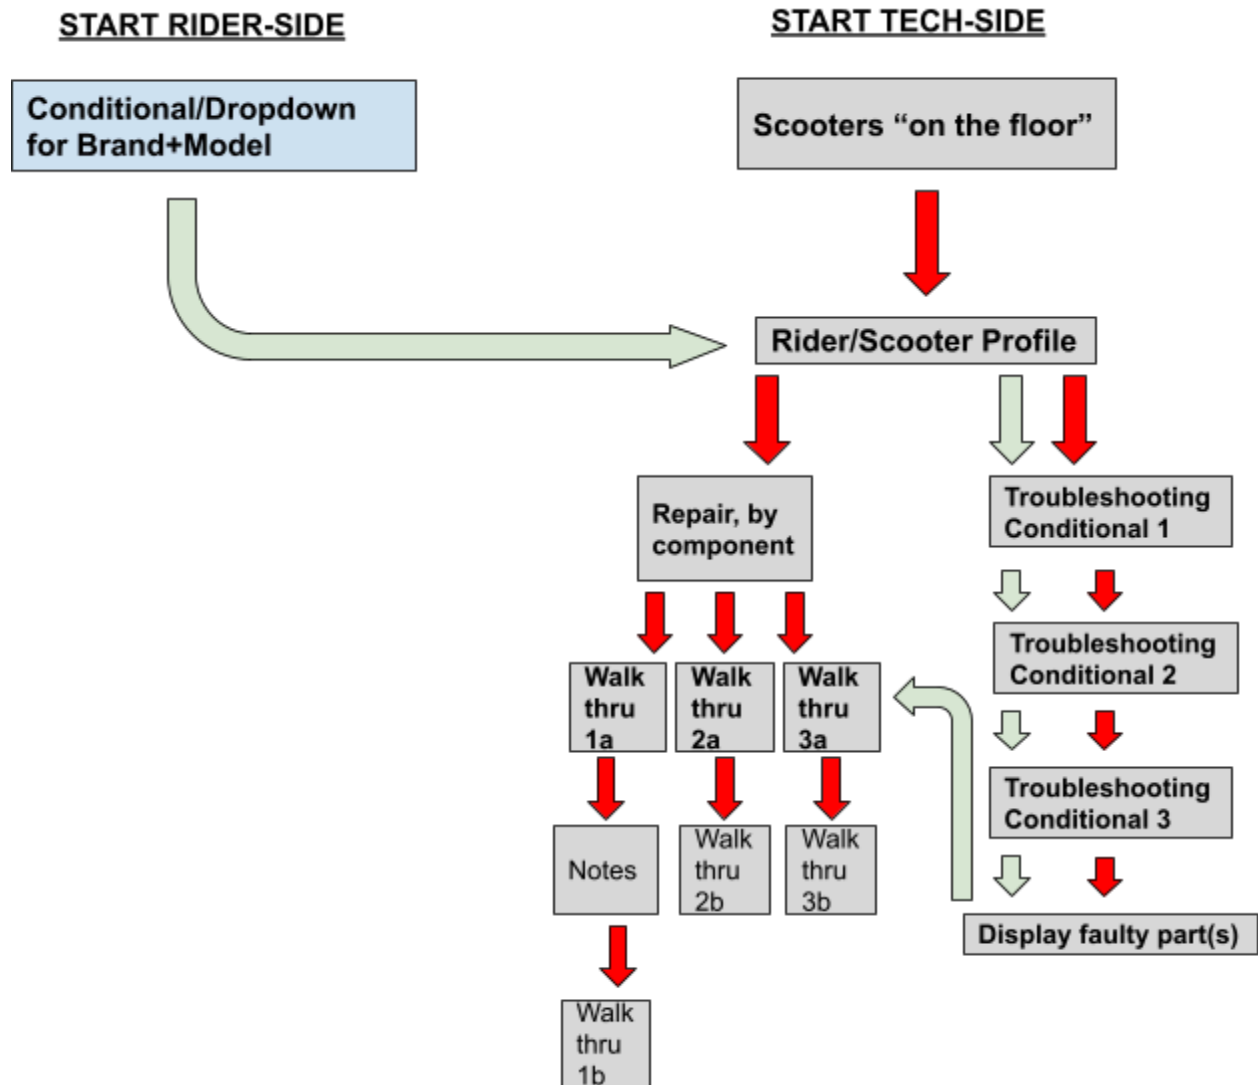 START RIDER-SIDE
START TECH-SIDE
Conditional/Dropdown
for Brand+Model
Scooters “on the floor”
Rider/Scooter Profile
Repair, by
component
Troubleshooting
Conditional 1
Troubleshooting
Conditional 2
Walk
thru
1a
Walk
thru
2a
Walk
thru
3a
Troubleshooting
Conditional 3
Notes
Walk
thru
2b
Walk
thru
3b
Display faulty part(s)
Walk
thru
1b